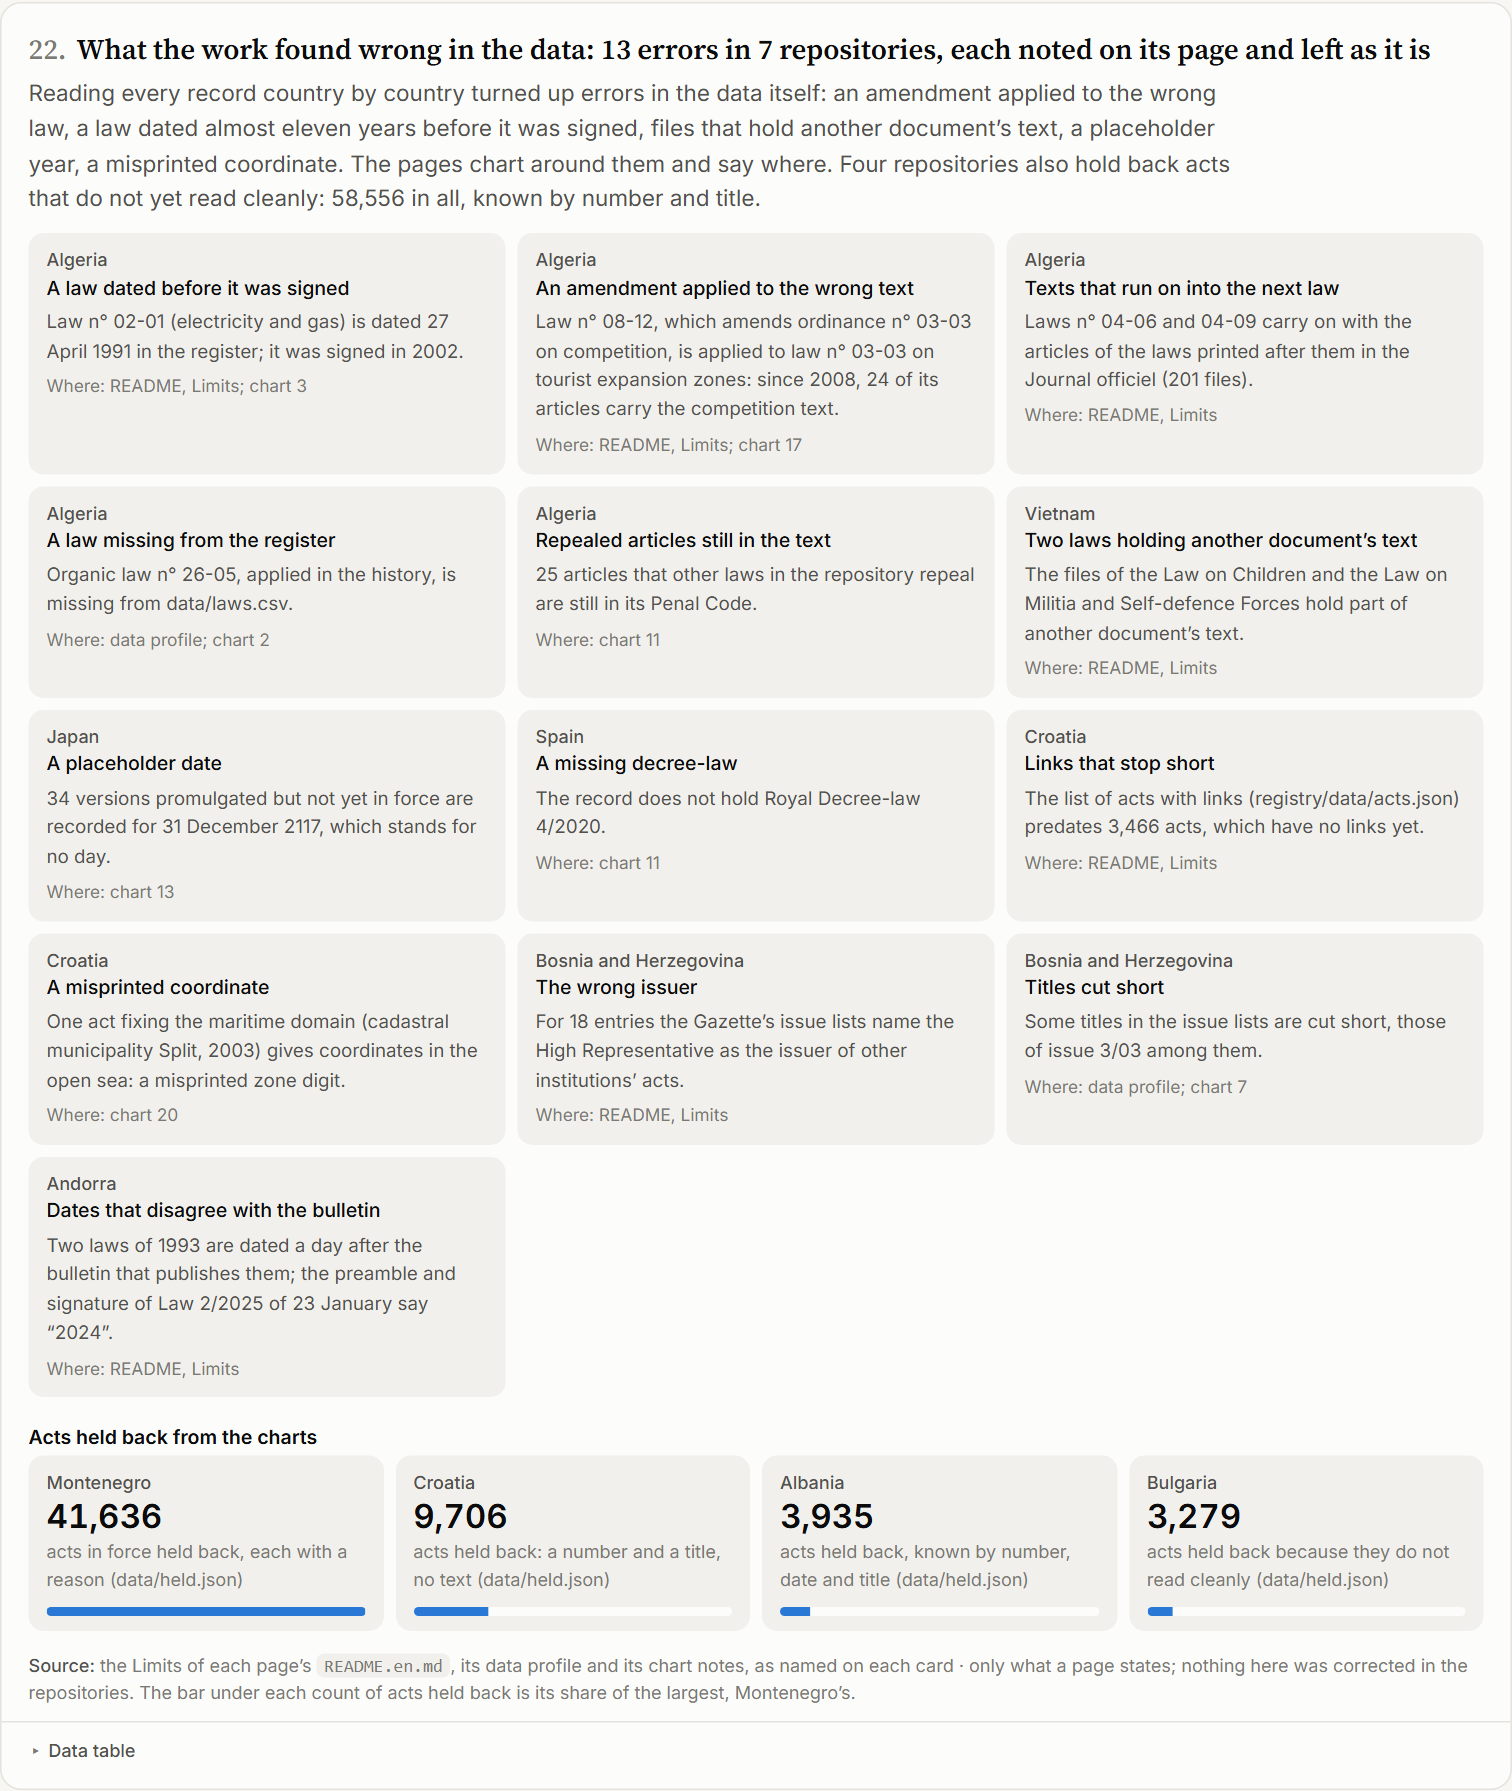 22. What the work found wrong in the data: 13 errors in 7 repositories, each noted on its page and left as it is
Reading every record country by country turned up errors in the data itself: an amendment applied to the wrong
law, a law dated almost eleven years before it was signed, files that hold another document’s text, a placeholder
year, a misprinted coordinate. The pages chart around them and say where. Four repositories also hold back acts
that do not yet read cleanly: 58,556 in all, known by number and title.
Algeria
A law dated before it was signed
Law n° 02-01 (electricity and gas) is dated 27
April 1991 in the register; it was signed in 2002.
Where: README, Limits; chart 3
Algeria
An amendment applied to the wrong text
Law n° 08-12, which amends ordinance n° 03-03
on competition, is applied to law n° 03-03 on
tourist expansion zones: since 2008, 24 of its
articles carry the competition text.
Where: README, Limits; chart 17
Algeria
Texts that run on into the next law
Laws n° 04-06 and 04-09 carry on with the
articles of the laws printed after them in the
Journal officiel (201 files).
Where: README, Limits
Algeria
A law missing from the register
Organic law n° 26-05, applied in the history, is
missing from data/laws.csv.
Where: data profile; chart 2
Algeria
Repealed articles still in the text
25 articles that other laws in the repository repeal
are still in its Penal Code.
Where: chart 11
Vietnam
Two laws holding another document’s text
The files of the Law on Children and the Law on
Militia and Self-defence Forces hold part of
another document’s text.
Where: README, Limits
Japan
A placeholder date
34 versions promulgated but not yet in force are
recorded for 31 December 2117, which stands for
no day.
Where: chart 13
Spain
A missing decree-law
The record does not hold Royal Decree-law
4/2020.
Where: chart 11
Croatia
Links that stop short
The list of acts with links (registry/data/acts.json)
predates 3,466 acts, which have no links yet.
Where: README, Limits
Croatia
A misprinted coordinate
One act fixing the maritime domain (cadastral
municipality Split, 2003) gives coordinates in the
open sea: a misprinted zone digit.
Where: chart 20
Bosnia and Herzegovina
The wrong issuer
For 18 entries the Gazette’s issue lists name the
High Representative as the issuer of other
institutions’ acts.
Where: README, Limits
Bosnia and Herzegovina
Titles cut short
Some titles in the issue lists are cut short, those
of issue 3/03 among them.
Where: data profile; chart 7
Andorra
Dates that disagree with the bulletin
Two laws of 1993 are dated a day after the
bulletin that publishes them; the preamble and
signature of Law 2/2025 of 23 January say
“2024”.
Where: README, Limits
Acts held back from the charts
Montenegro
41,636
acts in force held back, each with a
reason (data/held.json)
Croatia
9,706
acts held back: a number and a title,
no text (data/held.json)
Albania
3,935
acts held back, known by number,
date and title (data/held.json)
Bulgaria
3,279
acts held back because they do not
read cleanly (data/held.json)
Source: the Limits of each page’s README.en.md, its data profile and its chart notes, as named on each card · only what a page states; nothing here was corrected in the
repositories. The bar under each count of acts held back is its share of the largest, Montenegro’s.
▸ Data table